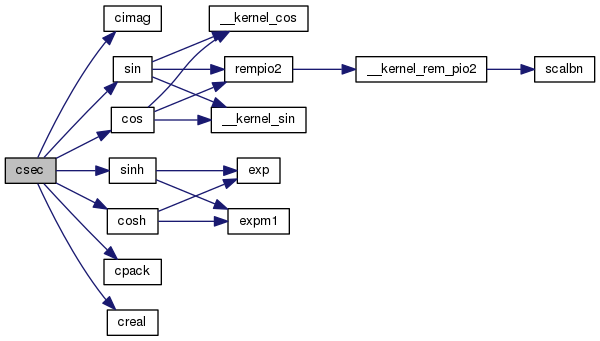 cimag
__kernel_cos
sin
rempio2
__kernel_rem_pio2
scalbn
cos
__kernel_sin
csec
sinh
exp
cosh
expm1
cpack
creal